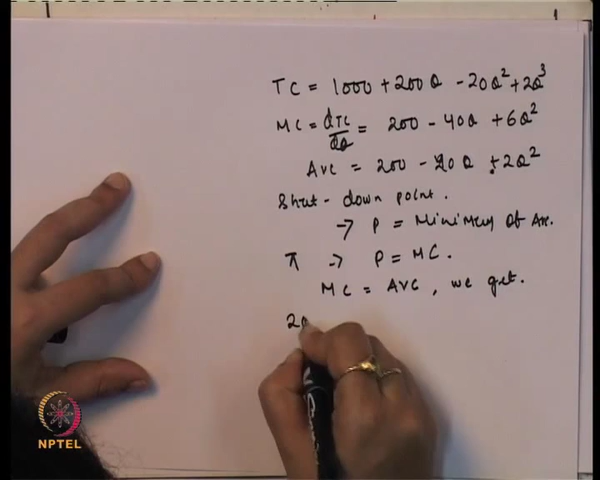 TC = 1000 + 200Q - 20Q² + 2Q³
MC = dTC/dQ = 200 - 40Q + 6Q²
AVC = 200 - 20Q + 2Q²
Shut-down point.
→ P = Minimum of AVC.
π → P = MC.
MC = AVC, we get.
20
NPTEL